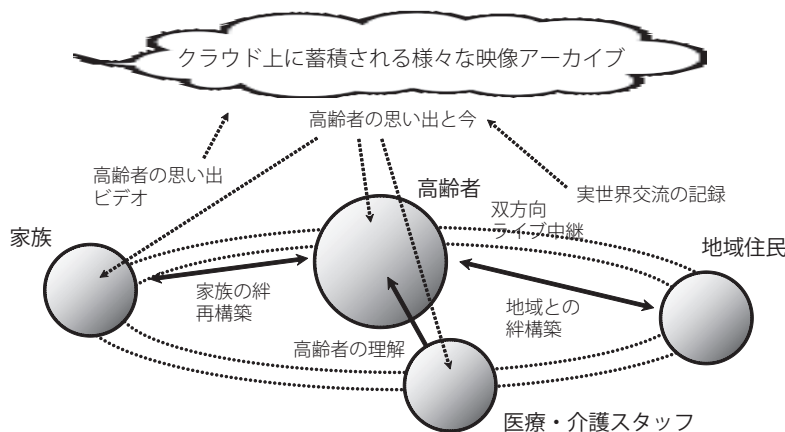 クラウド上に蓄積される様々な映像アーカイブ
高齢者の思い出と今
高齢者の思い出
ビデオ
高齢者
実世界交流の記録
双方向
ライブ中継
家族
地域住民
家族の絆
再構築
地域との
絆構築
高齢者の理解
医療・介護スタッフ